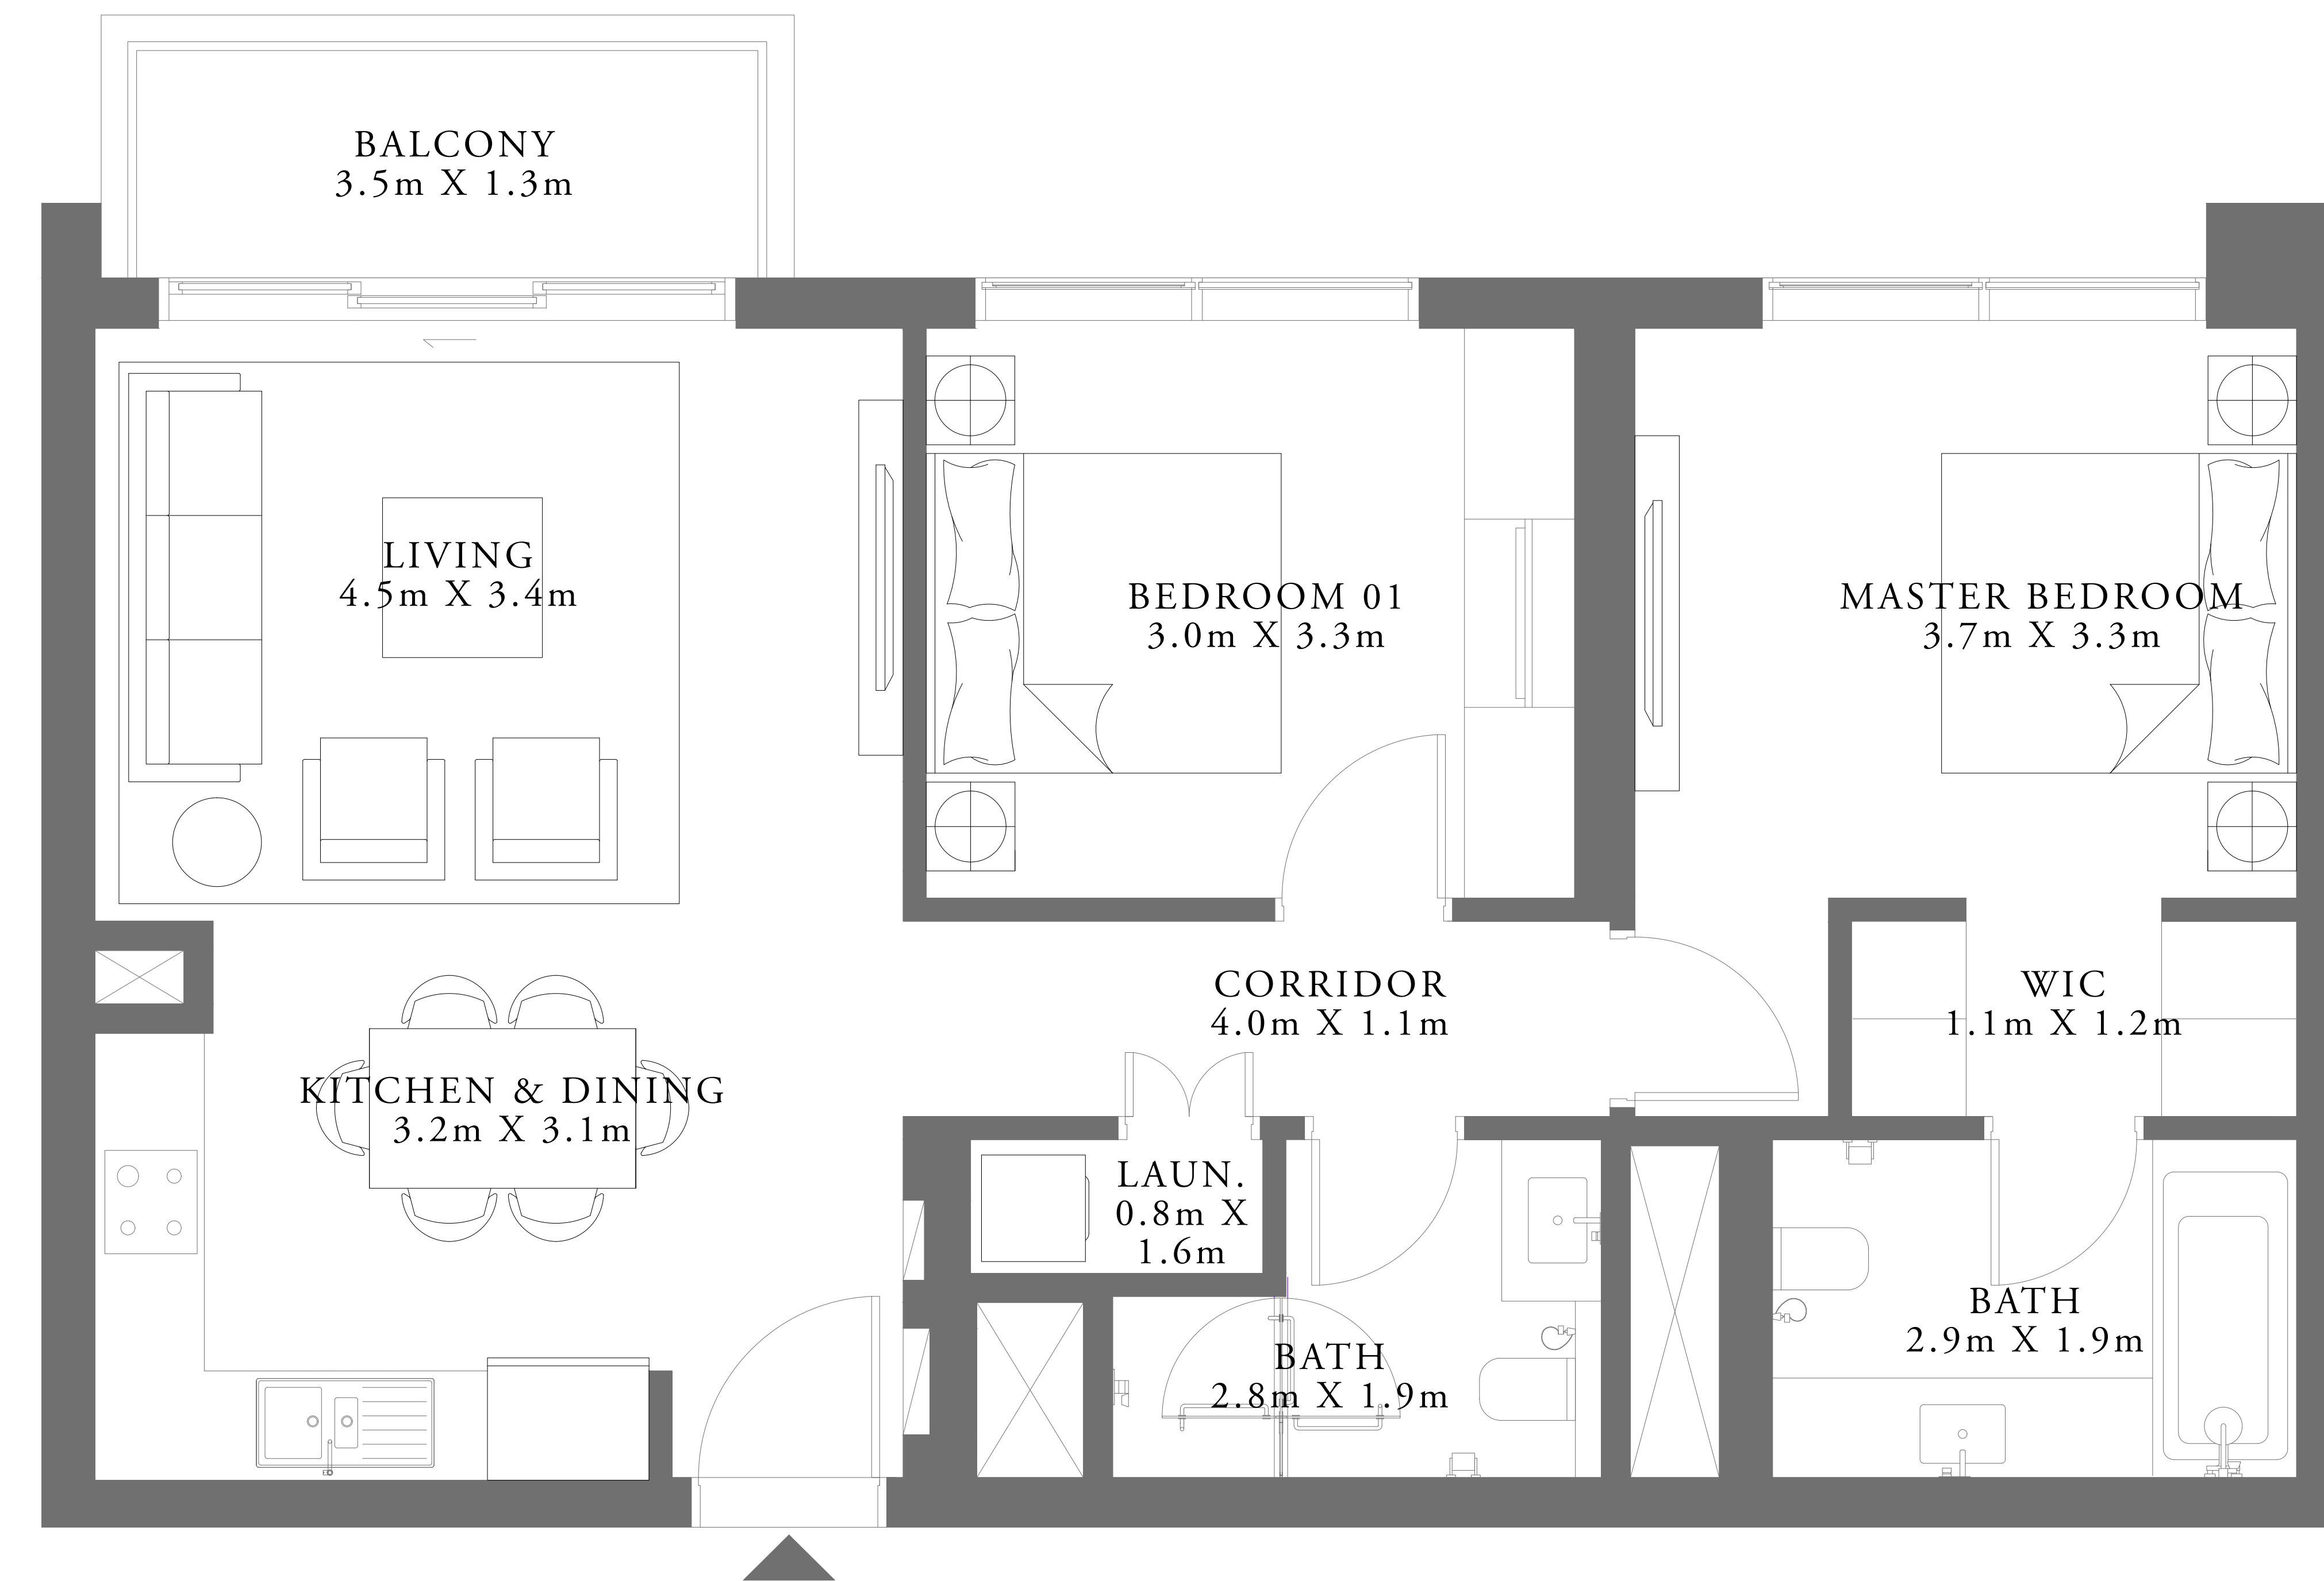 BALCONY
3.5m X 1.3m
LIVING
4.5m X 3.4m
BEDROOM 01
3.0m X 3.3m
MASTER BEDROOM
3.7m X 3.3m
CORRIDOR
4.0m X 1.1m
WIC
1.1m X 1.2m
KITCHEN & DINING
3.2m X 3.1m
LAUN.
0.8m X
1.6m
BATH
2.8m X 1.9m
BATH
2.9m X 1.9m